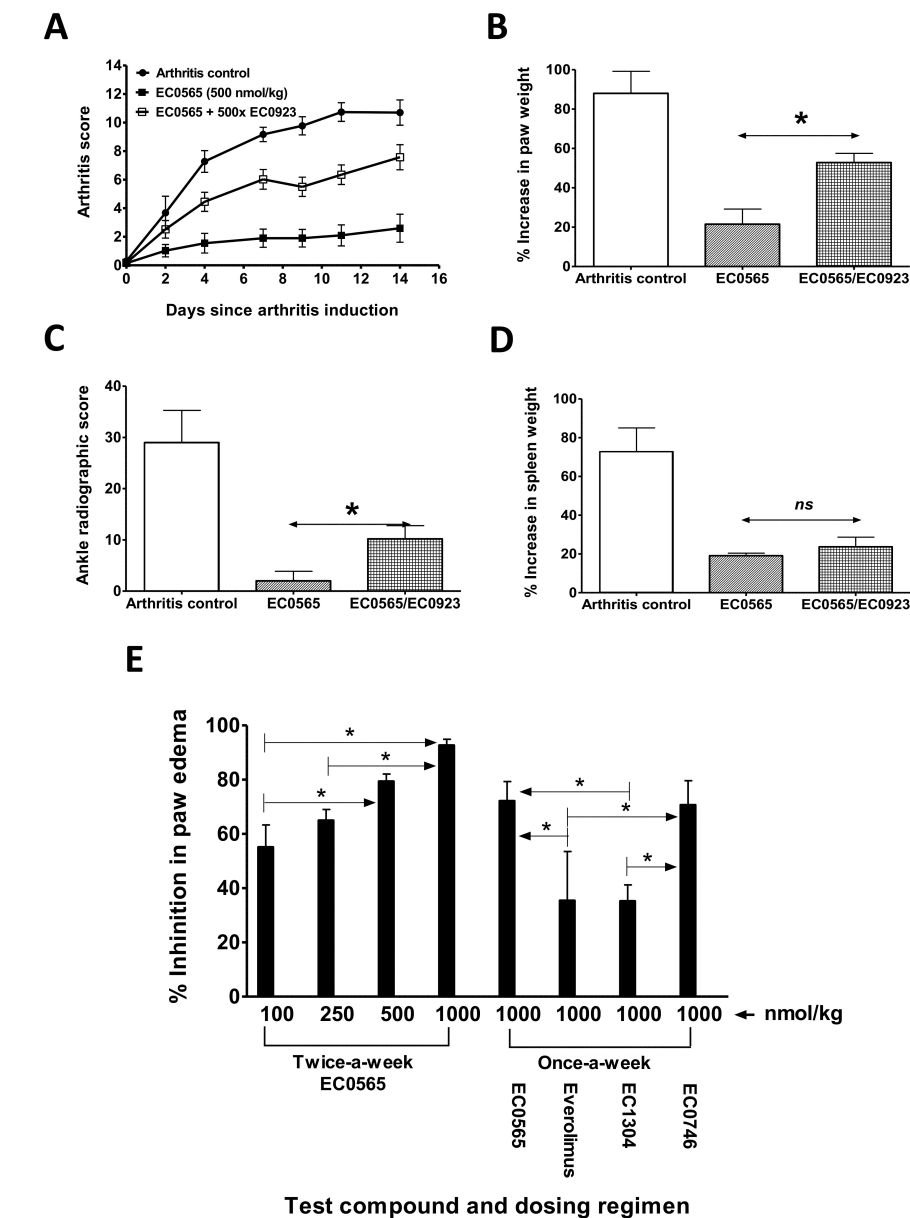 A
Arthritis score
14
12
10
8
6
4
2
0
Arthritis control
EC0565 (500 nmol/kg)
EC0565 + 500x EC0923
0 2 4 6 8 10 12 14 16
Days since arthritis induction
B
% Increase in paw weight
100
80
60
40
20
0
*
Arthritis control EC0565 EC0565/EC0923
C
Ankle radiographic score
40
30
20
10
0
*
Arthritis control EC0565 EC0565/EC0923
D
% Increase in spleen weight
100
80
60
40
20
0
ns
Arthritis control EC0565 EC0565/EC0923
E
% Inhinition in paw edema
100
80
60
40
20
0
*
*
*
*
*
*
*
100 250 500 1000 1000 1000 1000 1000 nmol/kg
Twice-a-week
EC0565
Once-a-week
EC0565
Everolimus
EC1304
EC0746
Test compound and dosing regimen